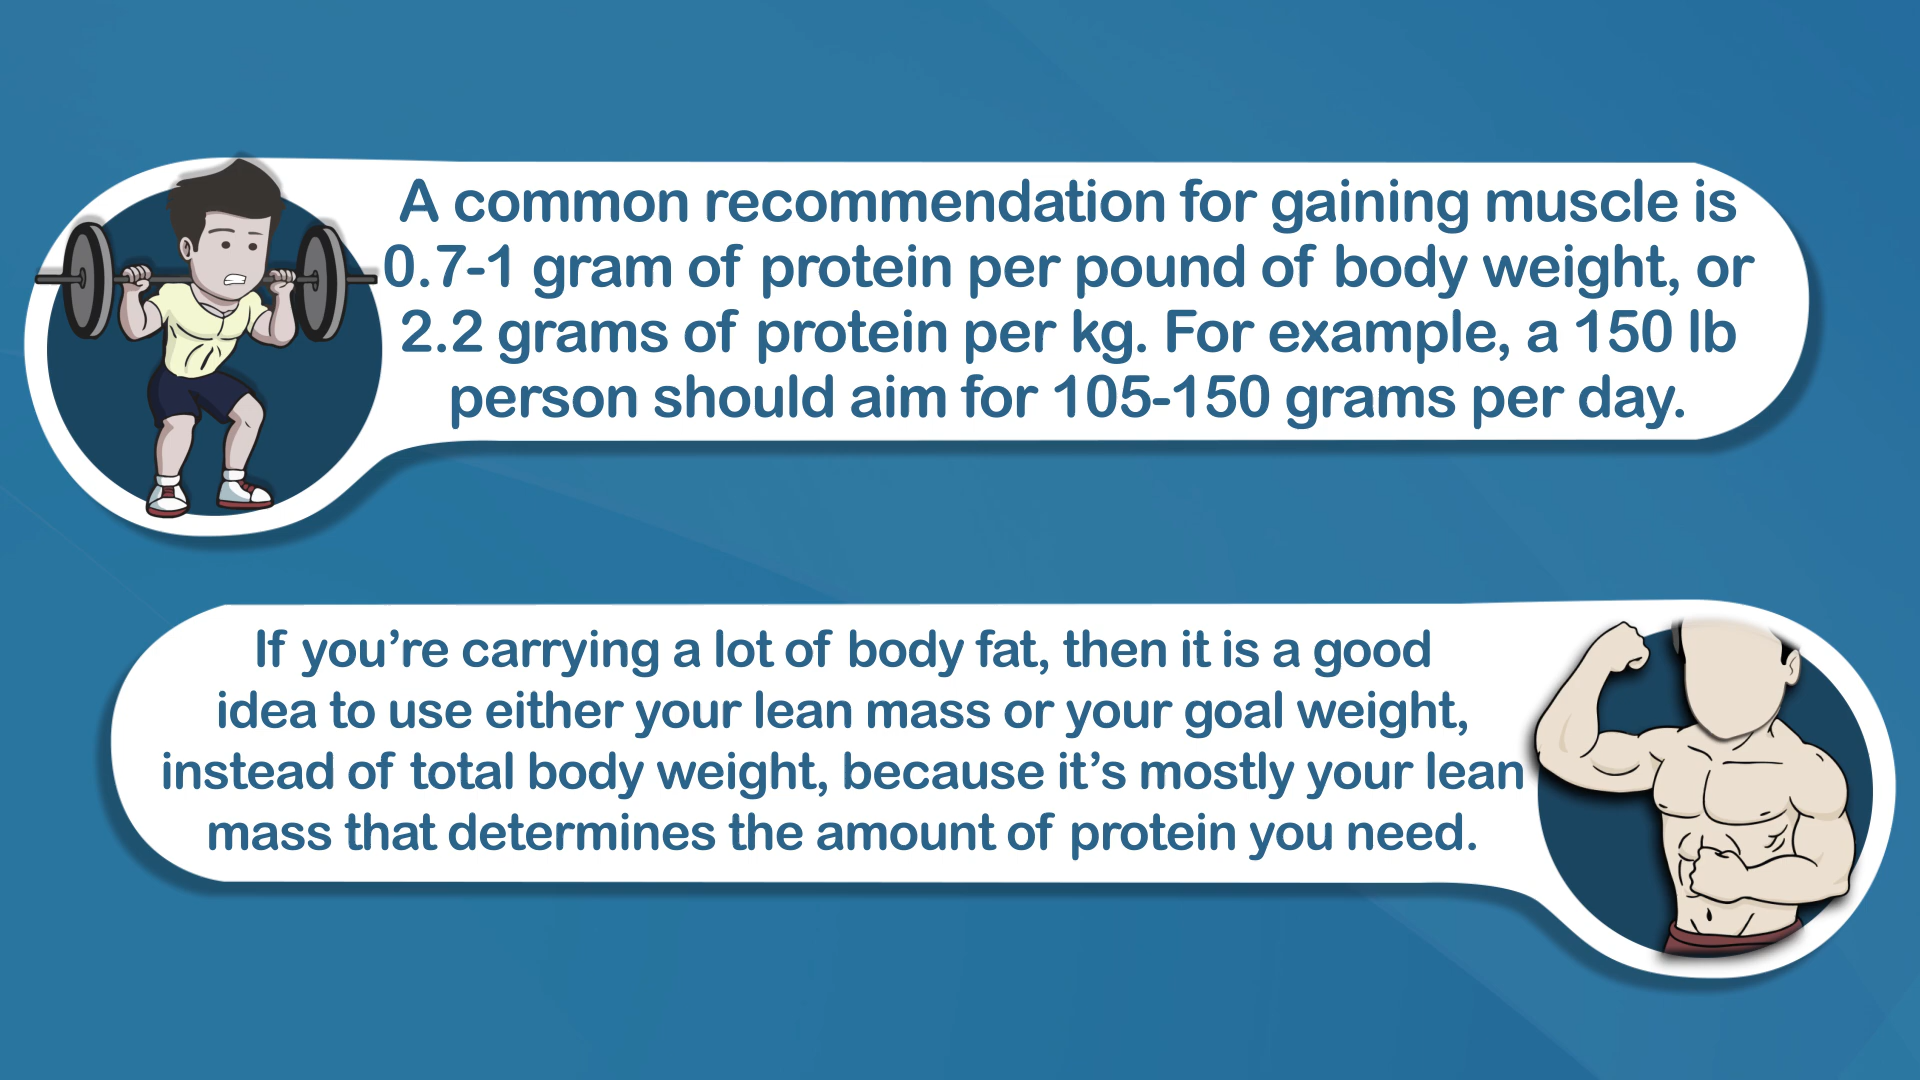 A common recommendation for gaining muscle is
0.7-1 gram of protein per pound of body weight, or
2.2 grams of protein per kg. For example, a 150 lb
person should aim for 105-150 grams per day.
If you’re carrying a lot of body fat, then it is a good
idea to use either your lean mass or your goal weight,
instead of total body weight, because it’s mostly your lean
mass that determines the amount of protein you need.